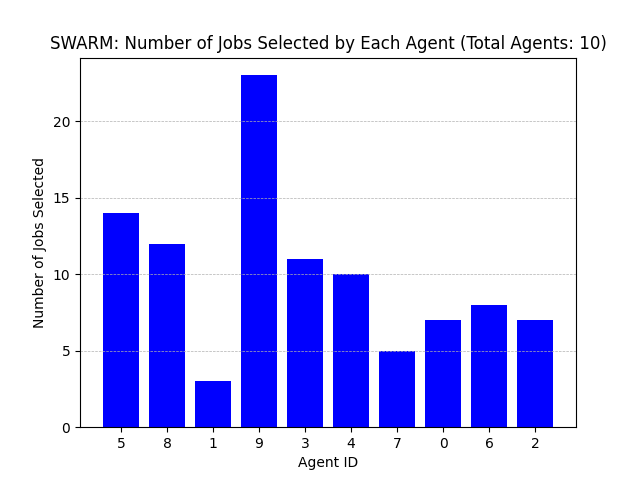 SWARM: Number of Jobs Selected by Each Agent (Total Agents: 10)
Number of Jobs Selected
20
15
10
5
0
5 8 1 9 3 4 7 0 6 2
Agent ID